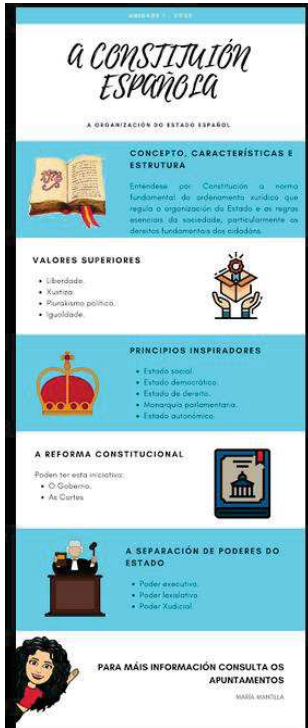 UNIDADE 1 - 
A CONSTITUIÓN
ESPAÑOLA
A ORGANIZACIÓN DO ESTADO ESPAÑOL
CONCEPTO, CARACTERÍSTICAS E
ESTRUTURA
Enténdese por Constitución a norma
fundamental do ordenamento xurídico que
regula a organización do Estado e as regras
esenciais da sociedade, particularmente os
dereitos fundamentais dos cidadáns.
VALORES SUPERIORES
• Liberdade.
• Xustiza.
• Pluralismo político.
• Igualdade.
PRINCIPIOS INSPIRADORES
• Estado social.
• Estado democrático.
• Estado de dereito.
• Monarquía parlamentaria.
• Estado autonómico.
A REFORMA CONSTITUCIONAL
Poden ter esta iniciativa:
• O Goberno.
• As Cortes
A SEPARACIÓN DE PODERES DO
ESTADO
• Poder executivo.
• Poder lexislativo.
• Poder Xudicial.
PARA MÁIS INFORMACIÓN CONSULTA OS
APUNTAMENTOS
MARÍA MANTILLA